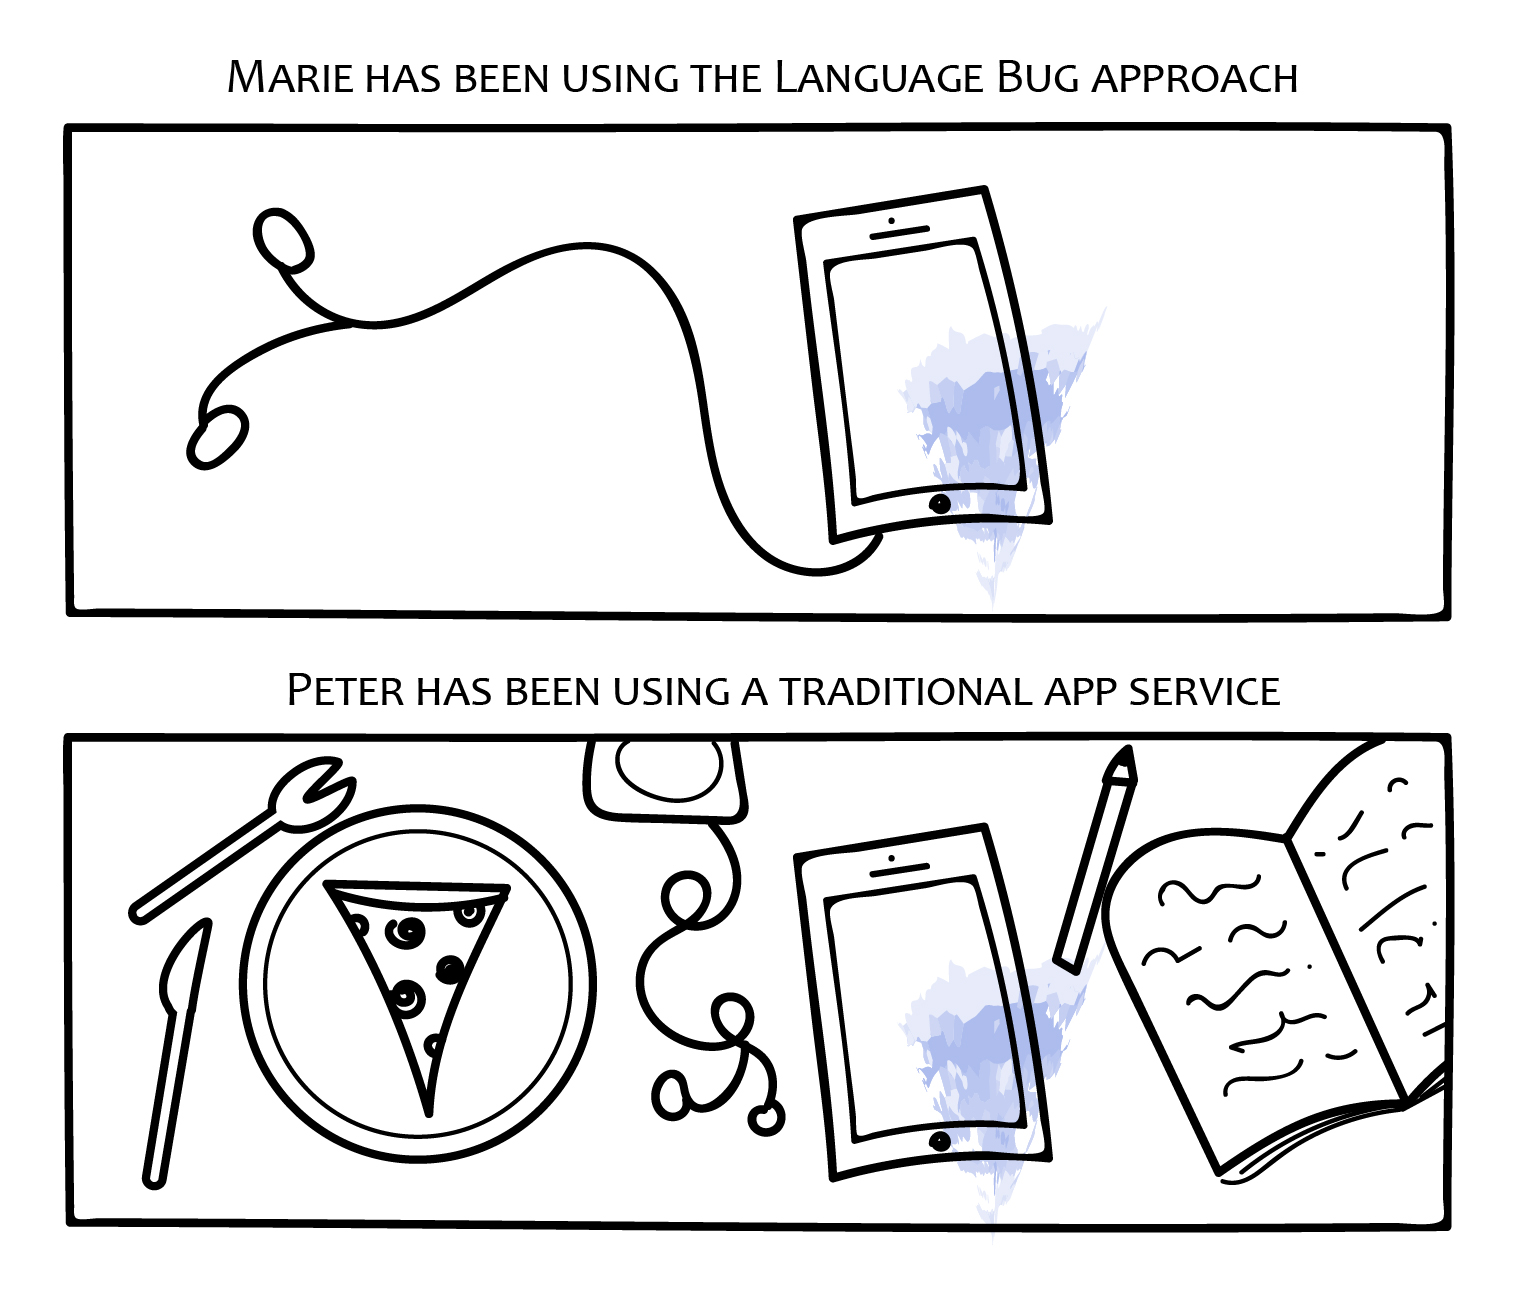 Marie has been using the Language Bug approach
Peter has been using a traditional app service